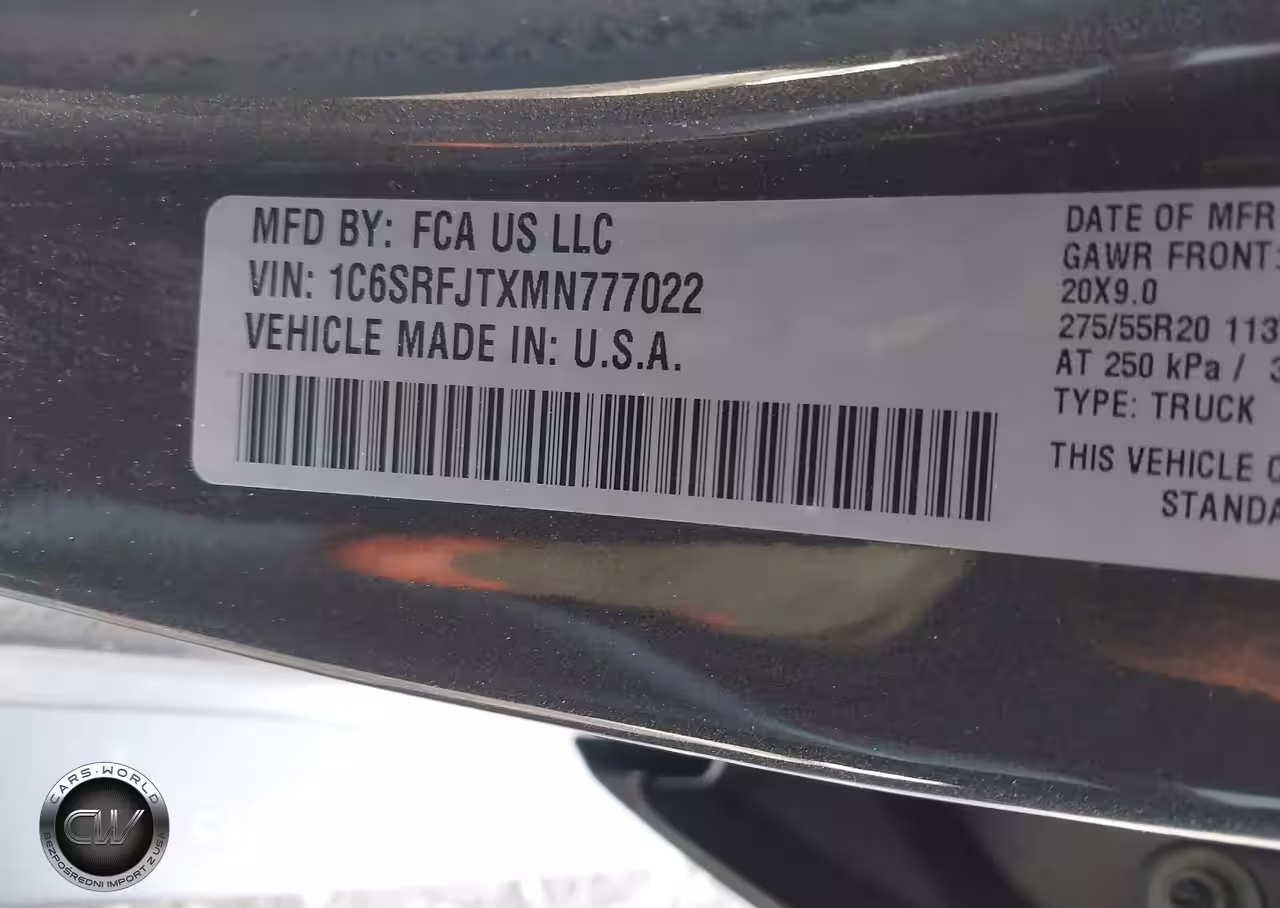 MFD BY: FCA US LLC
VIN: 1C6SRFJTXMN777022
VEHICLE MADE IN: U.S.A.
DATE OF MFR
GAWR FRONT:
20X9.0
275/55R20 113
AT 250 kPa /
TYPE: TRUCK
THIS VEHICLE
STANDA
CARS·WORLD
CW
BEZPOŚREDNI IMPORT Z USA